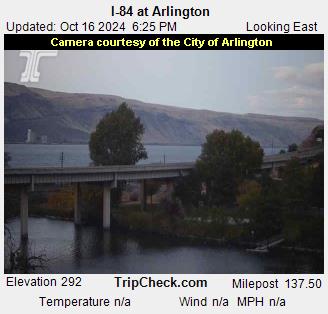 I-84 at Arlington
Updated: Oct 16 2024 6:25 PM Looking East
Camera courtesy of the City of Arlington
Elevation 292 TripCheck.com Milepost 137.50
Temperature n/a Wind n/a MPH n/a